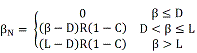 0 β ≤ D
β_N = { (β − D)R(1 − C) D < β ≤ L
(L − D)R(1 − C) β > L